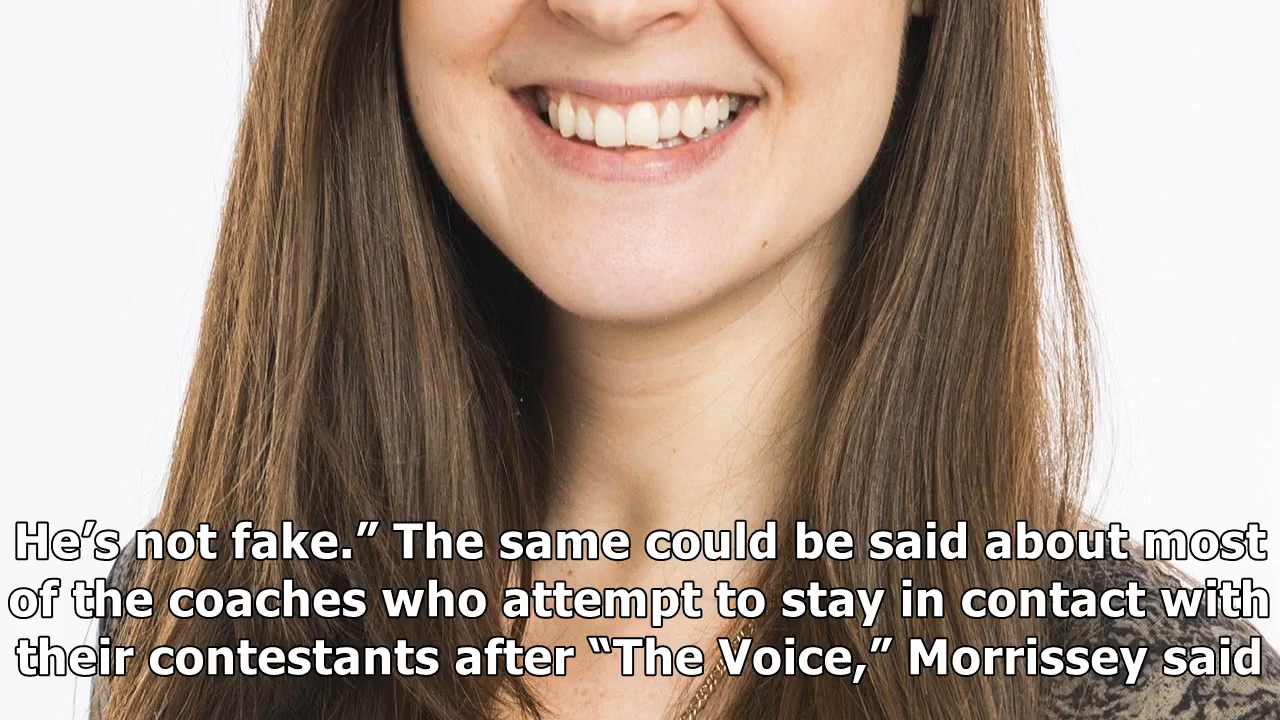 He’s not fake.” The same could be said about most
of the coaches who attempt to stay in contact with
their contestants after “The Voice,” Morrissey said